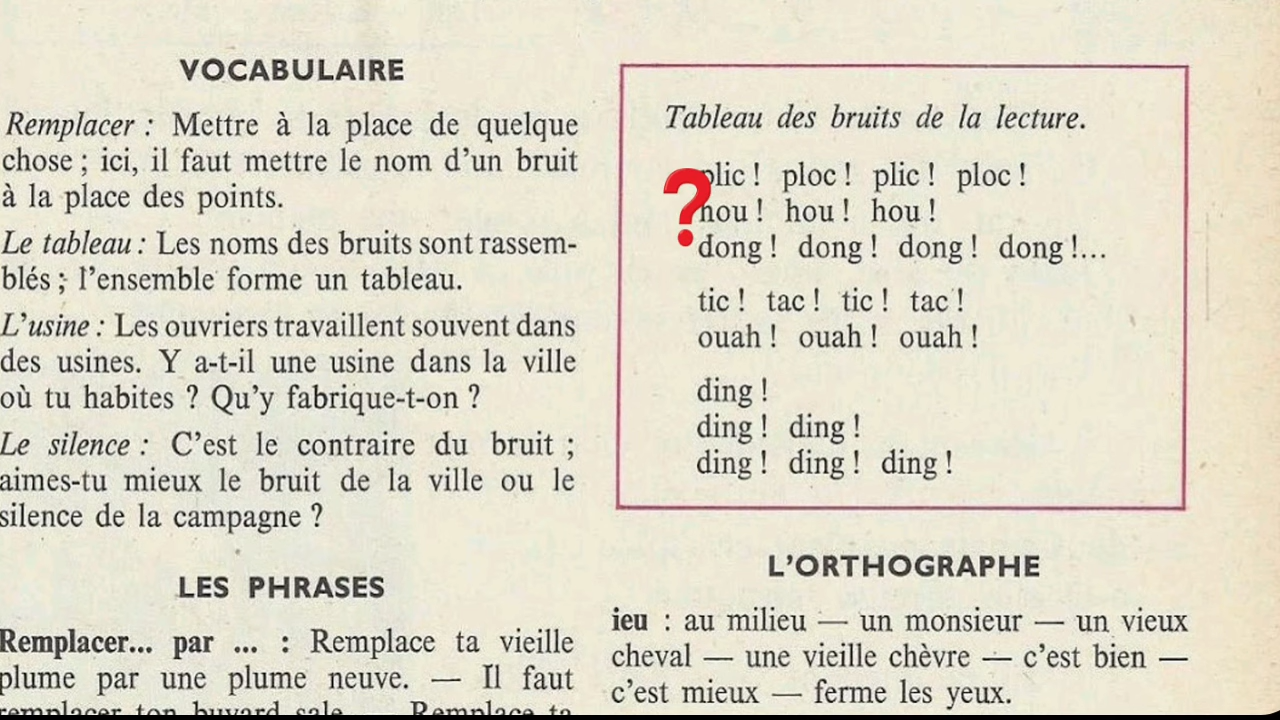 VOCABULAIRE
Remplacer : Mettre à la place de quelque
chose ; ici, il faut mettre le nom d'un bruit
à la place des points.
Le tableau : Les noms des bruits sont rassem-
blés ; l'ensemble forme un tableau.
L'usine : Les ouvriers travaillent souvent dans
des usines. Y a-t-il une usine dans la ville
où tu habites ? Qu'y fabrique-t-on ?
Le silence : C'est le contraire du bruit ;
aimes-tu mieux le bruit de la ville ou le
silence de la campagne ?
LES PHRASES
Remplacer... par ... : Remplace ta vieille
plume par une plume neuve. — Il faut
remplacer ton buvard sale. — Remplace ta
Tableau des bruits de la lecture.
❓
plic ! ploc ! plic ! ploc !
hou ! hou ! hou !
dong ! dong ! dong ! dong !...
tic ! tac ! tic ! tac !
ouah ! ouah ! ouah !
ding !
ding ! ding !
ding ! ding ! ding !
L'ORTHOGRAPHE
ieu : au milieu — un monsieur — un vieux
cheval — une vieille chèvre — c'est bien —
c'est mieux — ferme les yeux.